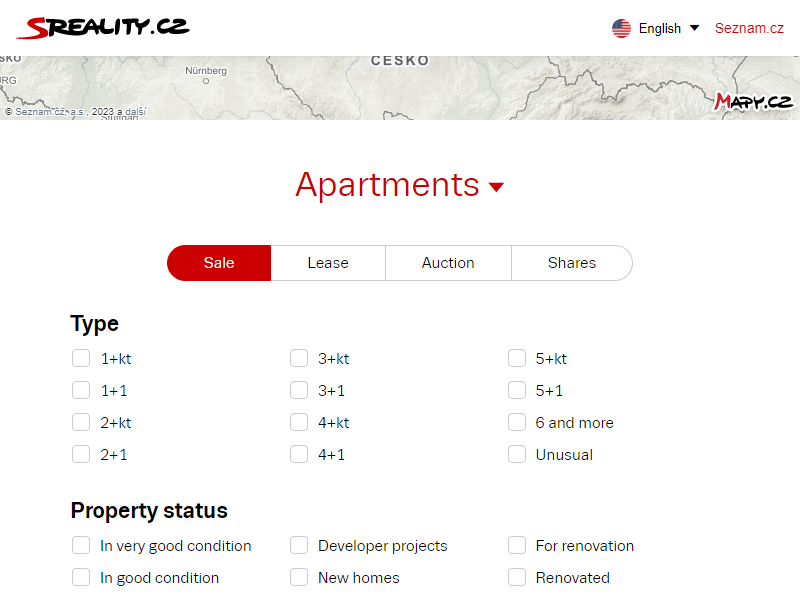 SREALITY.CZ
English
Seznam.cz
ČESKO
Nürnberg
© Seznam.cz, a.s., 2023 a další
Stuttgart
MAPY.CZ
Apartments
Sale Lease Auction Shares
Type
1+kt 3+kt 5+kt
1+1 3+1 5+1
2+kt 4+kt 6 and more
2+1 4+1 Unusual
Property status
In very good condition Developer projects For renovation
In good condition New homes Renovated